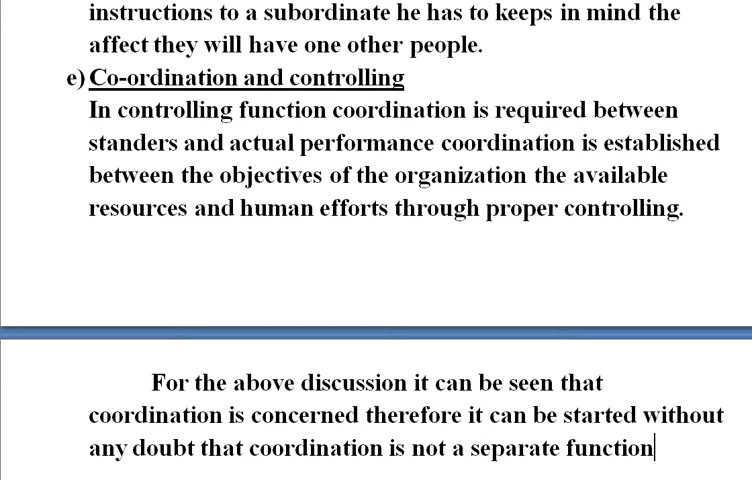 instructions to a subordinate he has to keeps in mind the
affect they will have one other people.
e) Co-ordination and controlling
In controlling function coordination is required between
standers and actual performance coordination is established
between the objectives of the organization the available
resources and human efforts through proper controlling.
For the above discussion it can be seen that
coordination is concerned therefore it can be started without
any doubt that coordination is not a separate function